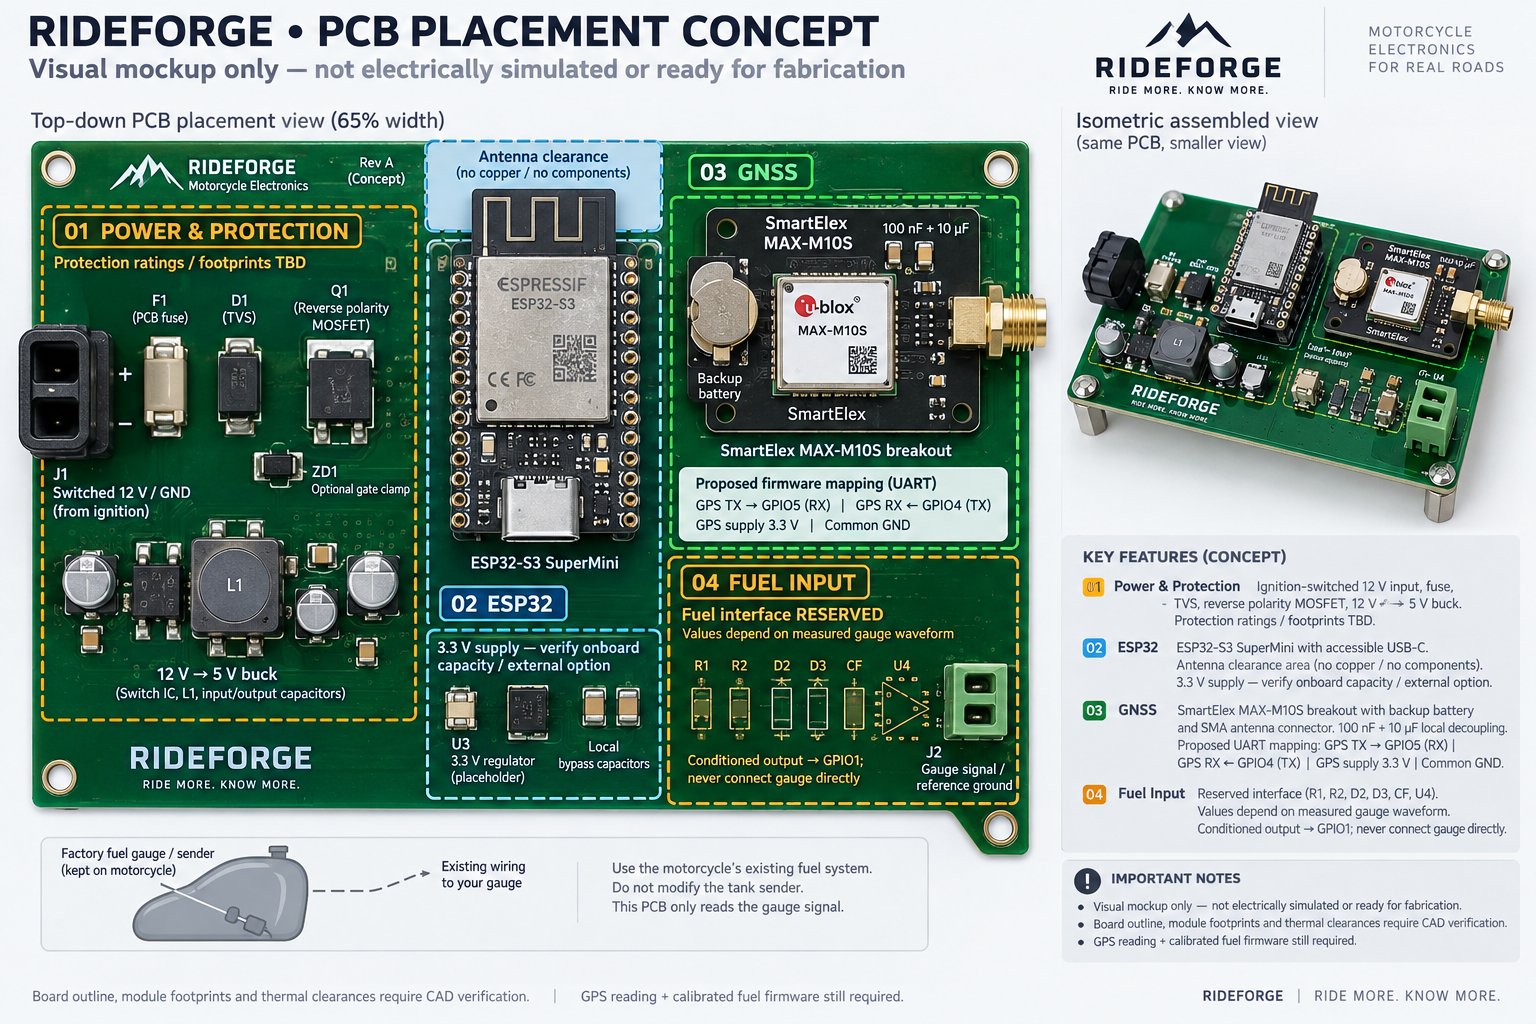 RIDEFORGE • PCB PLACEMENT CONCEPT
Visual mockup only — not electrically simulated or ready for fabrication
RIDEFORGE
RIDE MORE. KNOW MORE.
MOTORCYCLE
ELECTRONICS
FOR REAL ROADS
Top-down PCB placement view (65% width)
RIDEFORGE
Motorcycle Electronics
Rev A
(Concept)
Antenna clearance
(no copper / no components)
01 POWER & PROTECTION
Protection ratings / footprints TBD
F1
(PCB fuse)
D1
(TVS)
Q1
(Reverse polarity
MOSFET)
+
−
J1
Switched 12 V / GND
(from ignition)
ZD1
Optional gate clamp
L1
12 V → 5 V buck
(Switch IC, L1, input/output capacitors)
RIDEFORGE
RIDE MORE. KNOW MORE.
ESPRESSIF
ESP32-S3
CE FC
ESP32-S3 SuperMini
02 ESP32
3.3 V supply — verify onboard
capacity / external option
U3
3.3 V regulator
(placeholder)
Local
bypass capacitors
03 GNSS
SmartElex
MAX-M10S
100 nF + 10 µF
u-blox
MAX-M10S
Backup
battery
SmartElex
SmartElex MAX-M10S breakout
Proposed firmware mapping (UART)
GPS TX → GPIO5 (RX) | GPS RX ← GPIO4 (TX)
GPS supply 3.3 V | Common GND
04 FUEL INPUT
Fuel interface RESERVED
Values depend on measured gauge waveform
R1 R2 D2 D3 CF U4
Conditioned output → GPIO1;
never connect gauge directly
J2
Gauge signal /
reference ground
Factory fuel gauge / sender
(kept on motorcycle)
Existing wiring
to your gauge
Use the motorcycle's existing fuel system.
Do not modify the tank sender.
This PCB only reads the gauge signal.
Isometric assembled view
(same PCB, smaller view)
SmartElex
MAX-M10S
u-blox
MAX-M10S
SmartElex
L1
U4
RIDEFORGE
RIDE MORE. KNOW MORE.
KEY FEATURES (CONCEPT)
01 Power & Protection Ignition-switched 12 V input, fuse,
TVS, reverse polarity MOSFET, 12 V → 5 V buck.
Protection ratings / footprints TBD.
02 ESP32 ESP32-S3 SuperMini with accessible USB-C.
Antenna clearance area (no copper / no components).
3.3 V supply — verify onboard capacity / external option.
03 GNSS SmartElex MAX-M10S breakout with backup battery
and SMA antenna connector. 100 nF + 10 µF local decoupling.
Proposed UART mapping: GPS TX → GPIO5 (RX) |
GPS RX ← GPIO4 (TX) | GPS supply 3.3 V | Common GND.
04 Fuel Input Reserved interface (R1, R2, D2, D3, CF, U4).
Values depend on measured gauge waveform.
Conditioned output → GPIO1; never connect gauge directly.
! IMPORTANT NOTES
• Visual mockup only — not electrically simulated or ready for fabrication.
• Board outline, module footprints and thermal clearances require CAD verification.
• GPS reading + calibrated fuel firmware still required.
Board outline, module footprints and thermal clearances require CAD verification. | GPS reading + calibrated fuel firmware still required.
RIDEFORGE | RIDE MORE. KNOW MORE.